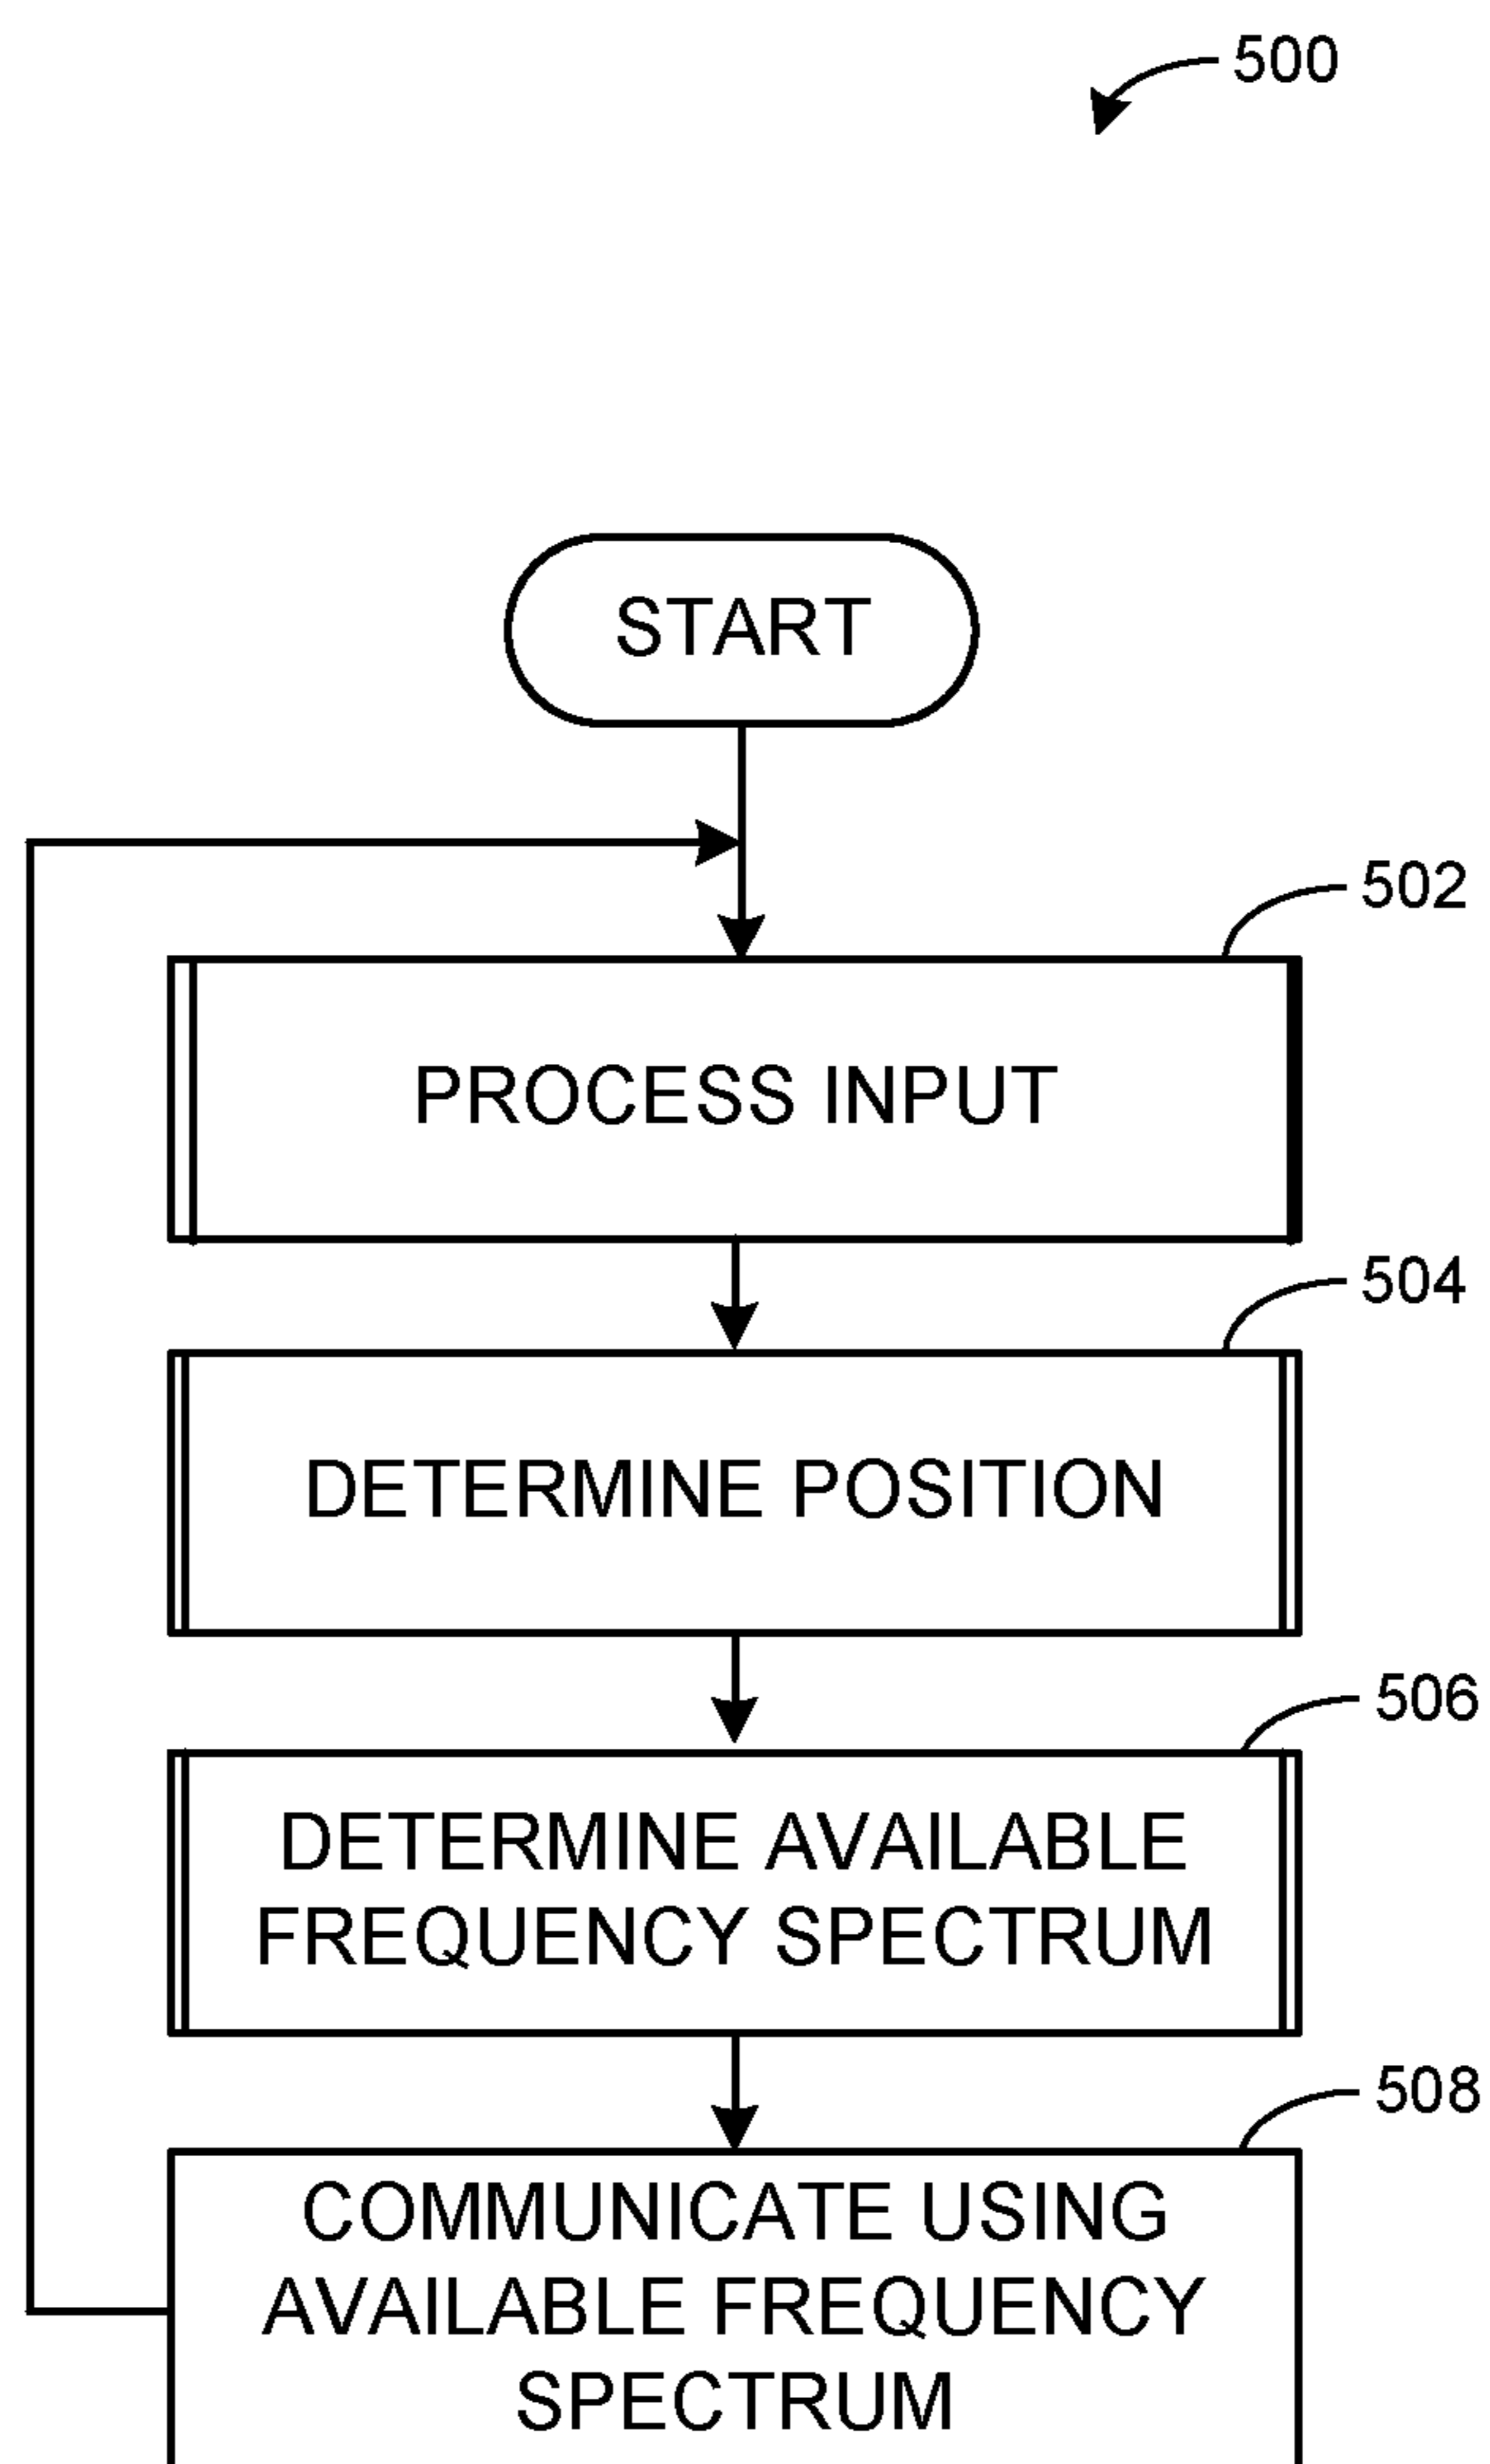 500
START
502
PROCESS INPUT
504
DETERMINE POSITION
506
DETERMINE AVAILABLE
FREQUENCY SPECTRUM
508
COMMUNICATE USING
AVAILABLE FREQUENCY
SPECTRUM